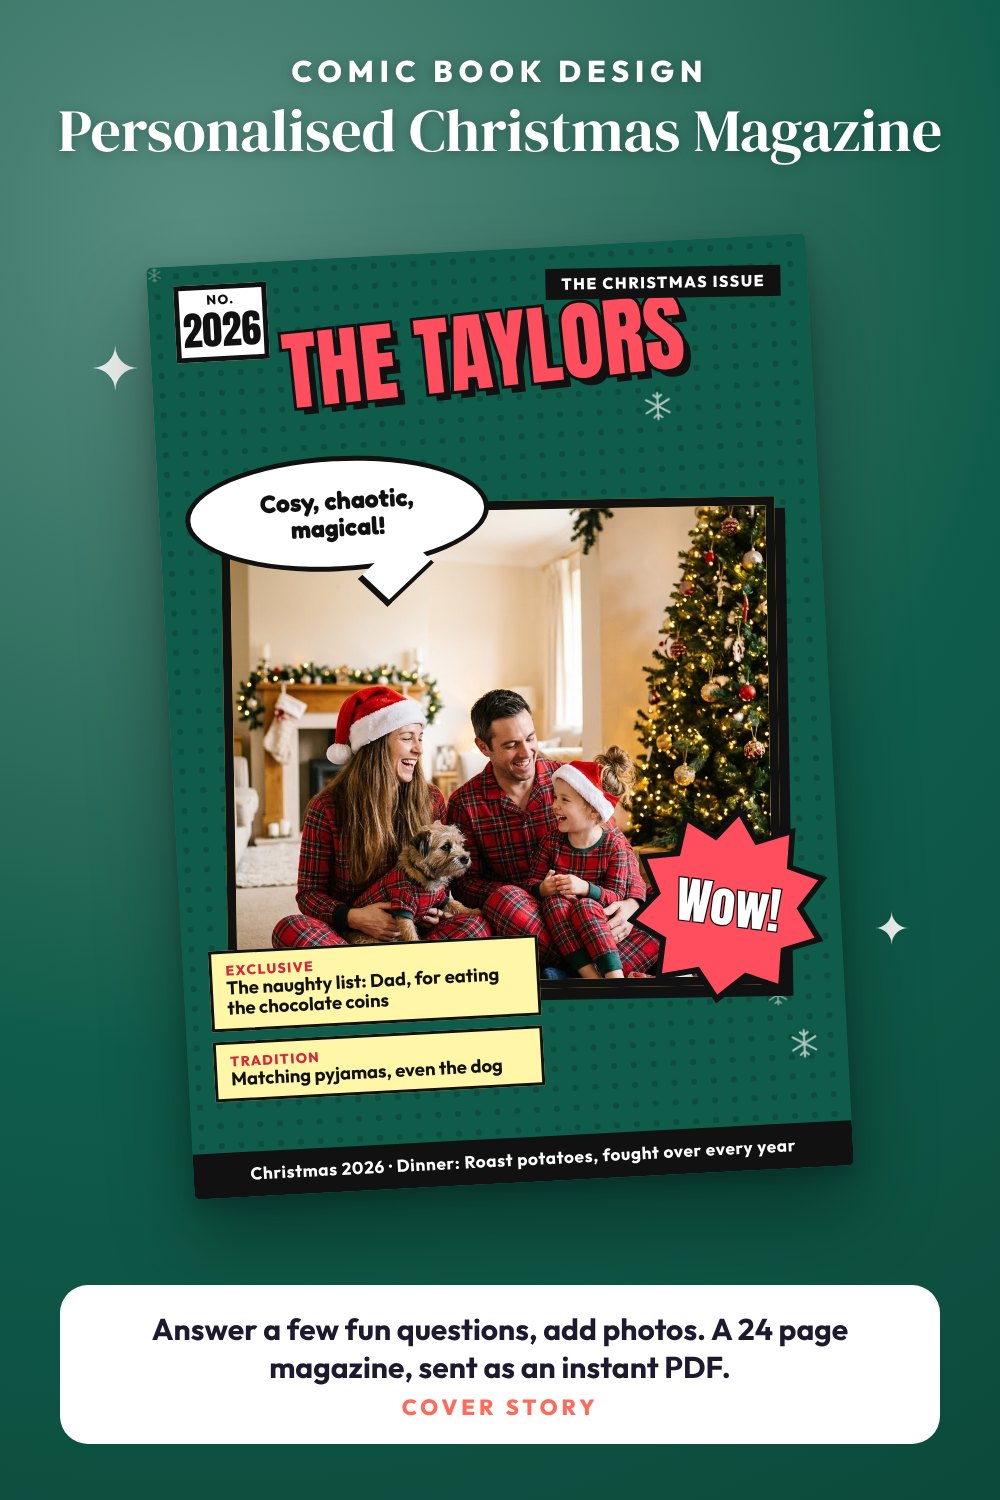 COMIC BOOK DESIGN
Personalised Christmas Magazine
NO.
2026
THE CHRISTMAS ISSUE
THE TAYLORS
Cosy, chaotic,
magical!
Wow!
EXCLUSIVE
The naughty list: Dad, for eating
the chocolate coins
TRADITION
Matching pyjamas, even the dog
Christmas 2026 · Dinner: Roast potatoes, fought over every year
Answer a few fun questions, add photos. A 24 page
magazine, sent as an instant PDF.
COVER STORY